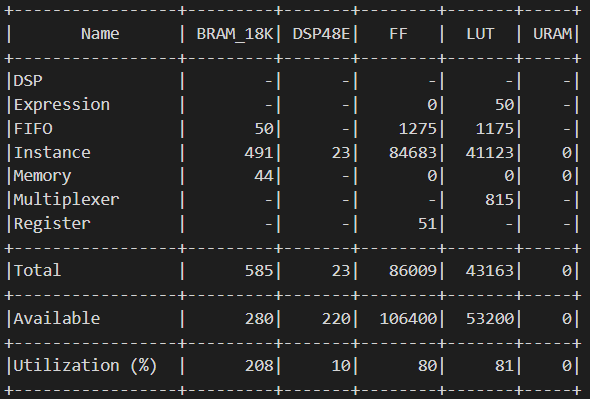 +-----------------+---------+-------+--------+-------+-----+
|       Name      | BRAM_18K| DSP48E|   FF   |  LUT  | URAM|
+-----------------+---------+-------+--------+-------+-----+
|DSP              |        -|      -|       -|      -|    -|
|Expression       |        -|      -|       0|     50|    -|
|FIFO             |       50|      -|    1275|   1175|    -|
|Instance         |      491|     23|   84683|  41123|    0|
|Memory           |       44|      -|       0|      0|    0|
|Multiplexer      |        -|      -|       -|    815|    -|
|Register         |        -|      -|      51|      -|    -|
+-----------------+---------+-------+--------+-------+-----+
|Total            |      585|     23|   86009|  43163|    0|
+-----------------+---------+-------+--------+-------+-----+
|Available        |      280|    220|  106400|  53200|    0|
+-----------------+---------+-------+--------+-------+-----+
|Utilization (%)  |      208|     10|      80|     81|    0|
+-----------------+---------+-------+--------+-------+-----+